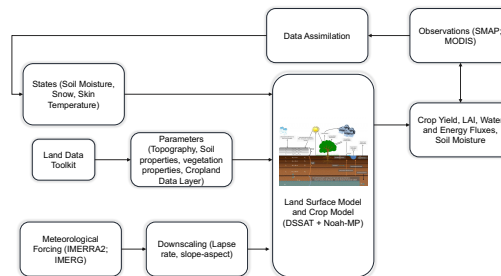 Data Assimilation
Observations (SMAP;
MODIS)
States (Soil Moisture,
Snow, Skin
Temperature)
Crop Yield, LAI, Water
and Energy Fluxes,
Soil Moisture
Land Data
Toolkit
Parameters
(Topography, Soil
properties, vegetation
properties, Cropland
Data Layer)
Land Surface Model
and Crop Model
(DSSAT + Noah-MP)
Meteorological
Forcing (IMERRA2;
IMERG)
Downscaling (Lapse
rate, slope-aspect)